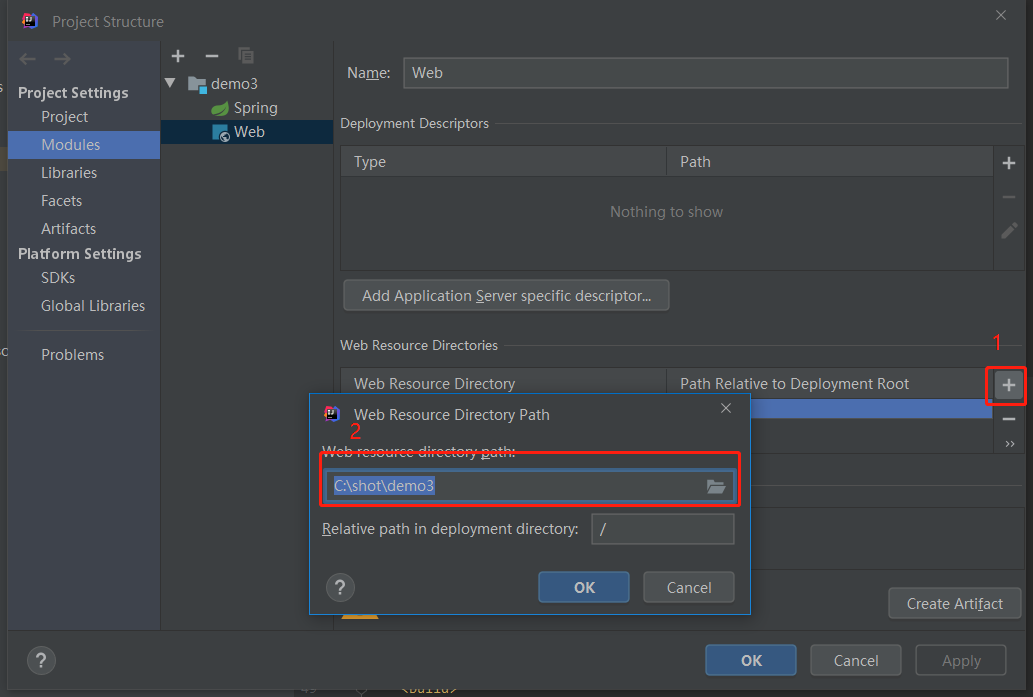 Project Structure
Project Settings
Project
Modules
Libraries
Facets
Artifacts
Platform Settings
SDKs
Global Libraries
Problems
demo3
Spring
Web
Name: Web
Deployment Descriptors
Type Path
Nothing to show
Add Application Server specific descriptor...
Web Resource Directories
1
Web Resource Directory Path Relative to Deployment Root
Web Resource Directory Path
2
Web resource directory path:
C:\shot\demo3
Relative path in deployment directory: /
? OK Cancel
Create Artifact
? OK Cancel Apply